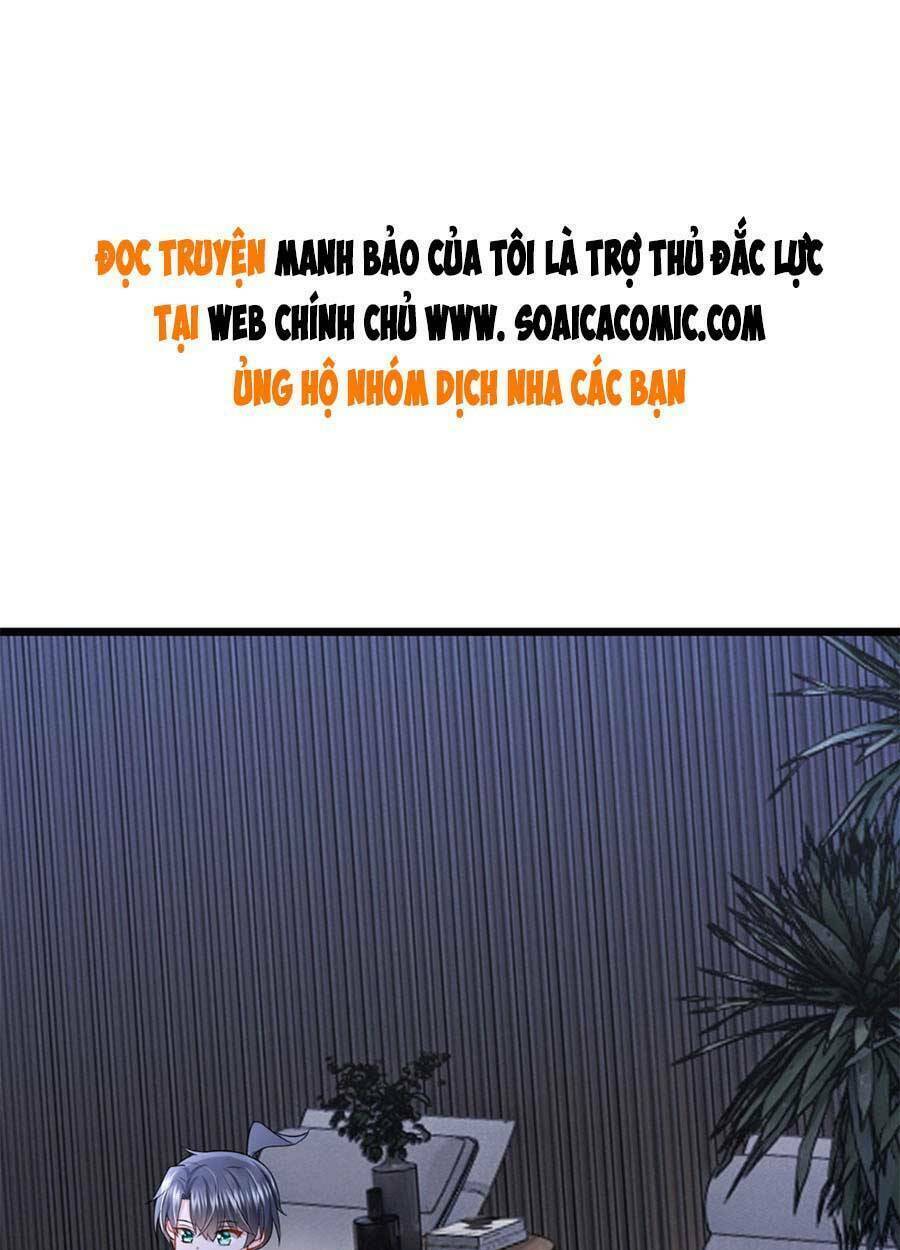 ĐỌC TRUYỆN MANH BẢO CỦA TÔI LÀ TRỢ THỦ ĐẮC LỰC
TẠI WEB CHÍNH CHỦ WWW. SOAICACOMIC.COM
ỦNG HỘ NHÓM DỊCH NHA CÁC BẠN